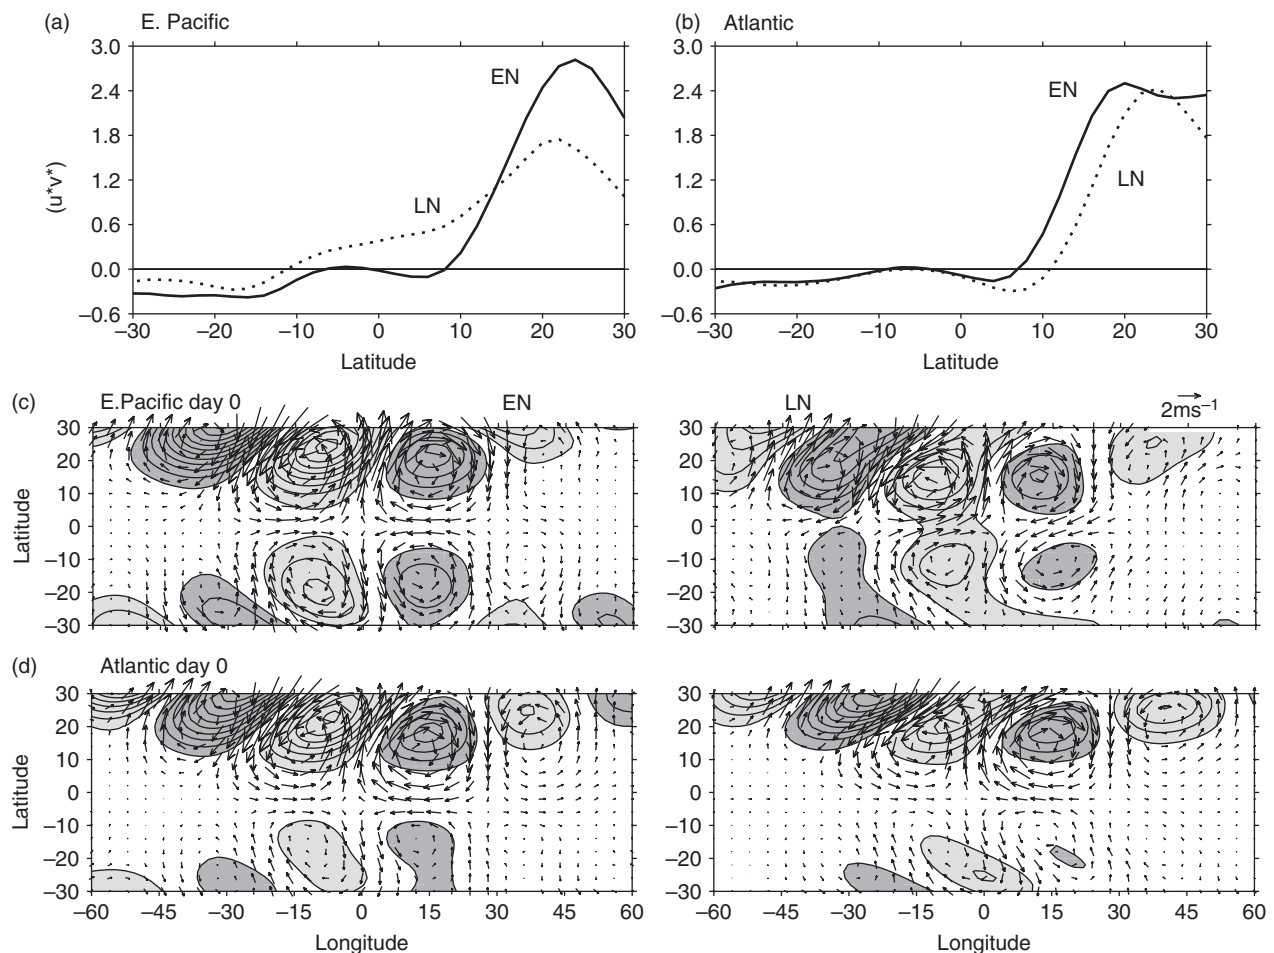 (a) E. Pacific
(b) Atlantic
3.0
2.4
1.8
1.2
0.6
0.0
–0.6
(u*v*)
EN
LN
–30 –20 –10 0 10 20 30
Latitude
3.0
2.4
1.8
1.2
0.6
0.0
–0.6
EN
LN
–30 –20 –10 0 10 20 30
Latitude
(c) E.Pacific day 0 EN
LN
2ms–1
30
20
10
0
–10
–20
–30
Latitude
30
20
10
0
–10
–20
–30
(d) Atlantic day 0
30
20
10
0
–10
–20
–30
Latitude
–60 –45 –30 –15 0 15 30 45 60
Longitude
30
20
10
0
–10
–20
–30
–60 –45 –30 –15 0 15 30 45 60
Longitude